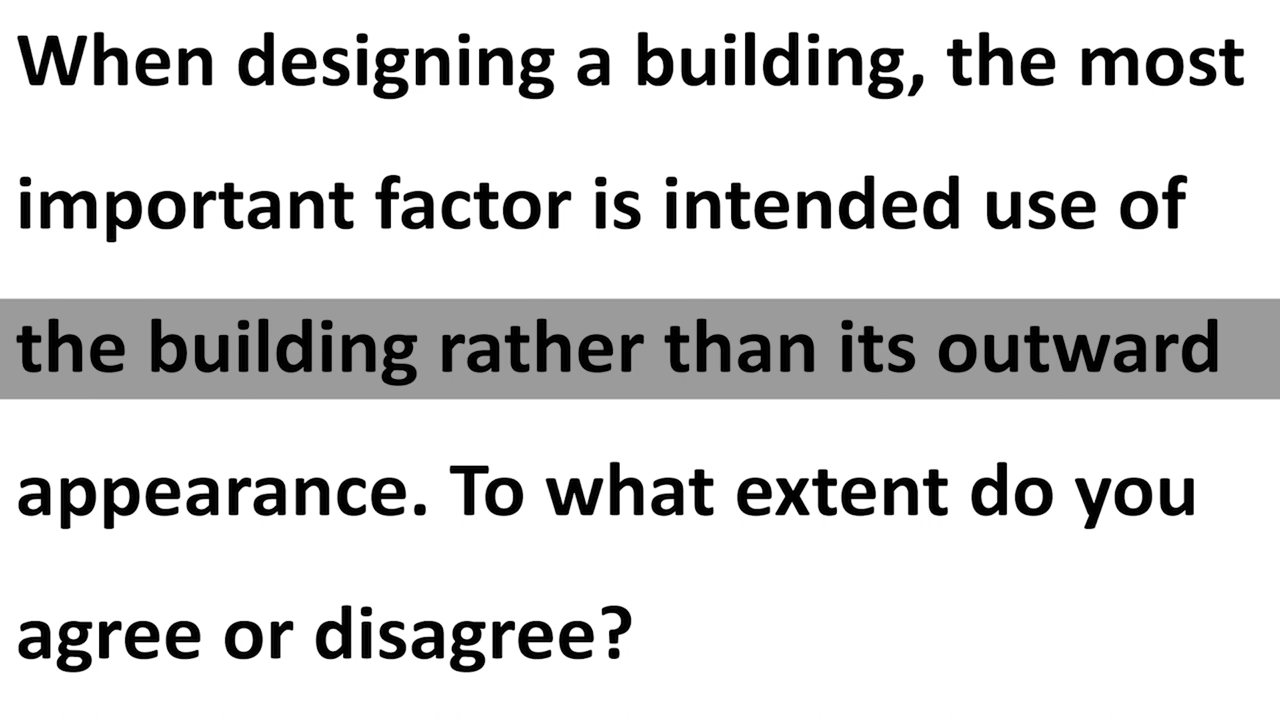 When designing a building, the most
important factor is intended use of
the building rather than its outward
appearance. To what extent do you
agree or disagree?